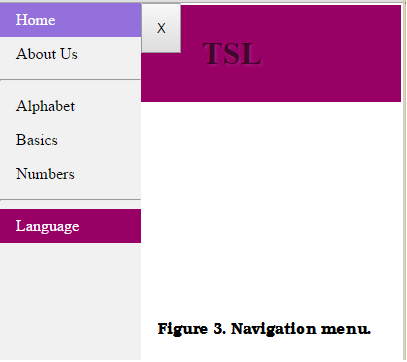 Home
About Us
Alphabet
Basics
Numbers
Language
X
TSL
Figure 3. Navigation menu.